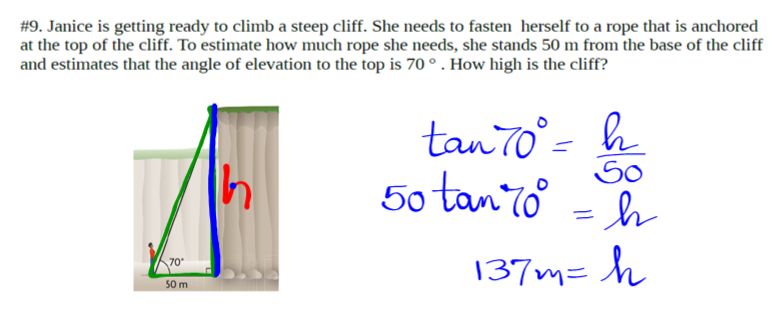 #9. Janice is getting ready to climb a steep cliff. She needs to fasten herself to a rope that is anchored
at the top of the cliff. To estimate how much rope she needs, she stands 50 m from the base of the cliff
and estimates that the angle of elevation to the top is 70 ° . How high is the cliff?
tan 70° = h/50
50 tan 70° = h
137m = h
h
70°
50 m